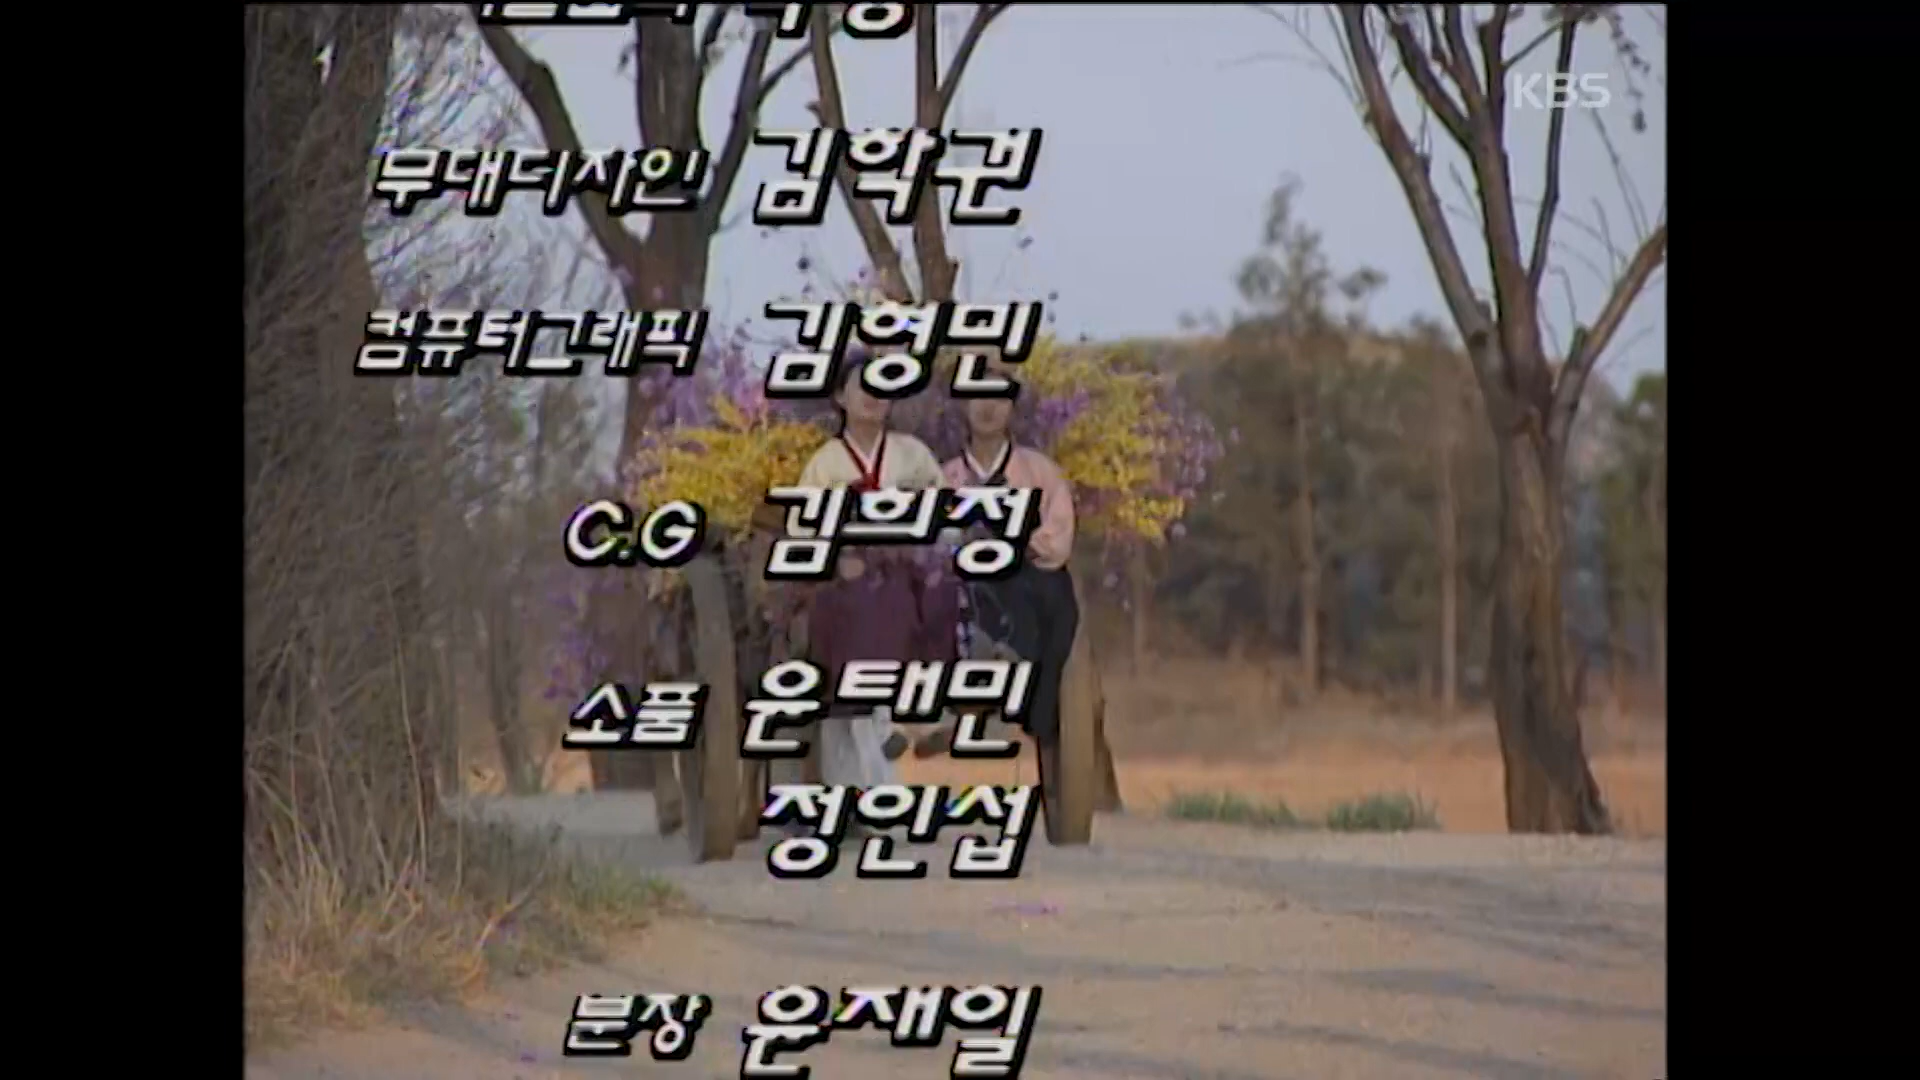 KBS
무대디자인 김학권
컴퓨터그래픽 김형민
C.G 김희정
소품 윤태민
정인섭
분장 윤재일